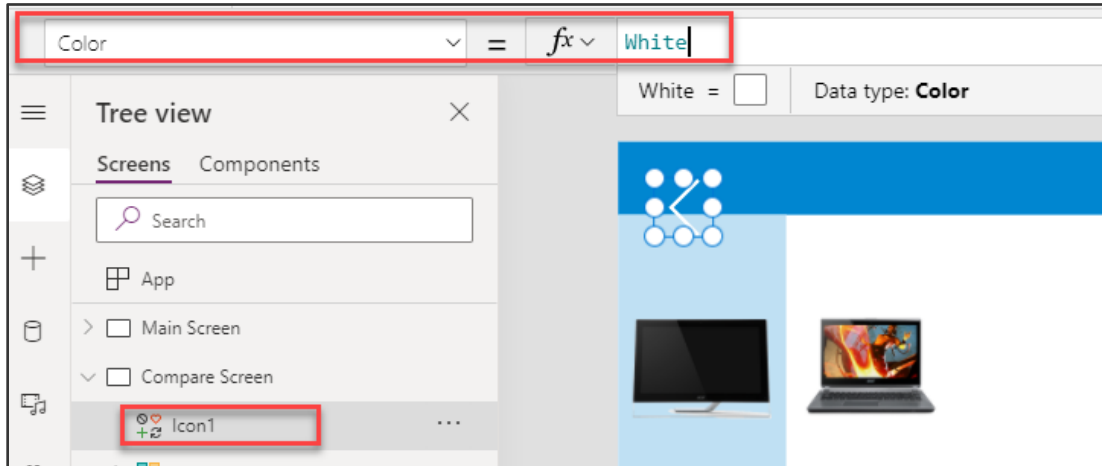 Color = fx White
White = Data type: Color
Tree view
Screens Components
Search
App
Main Screen
Compare Screen
Icon1 ...